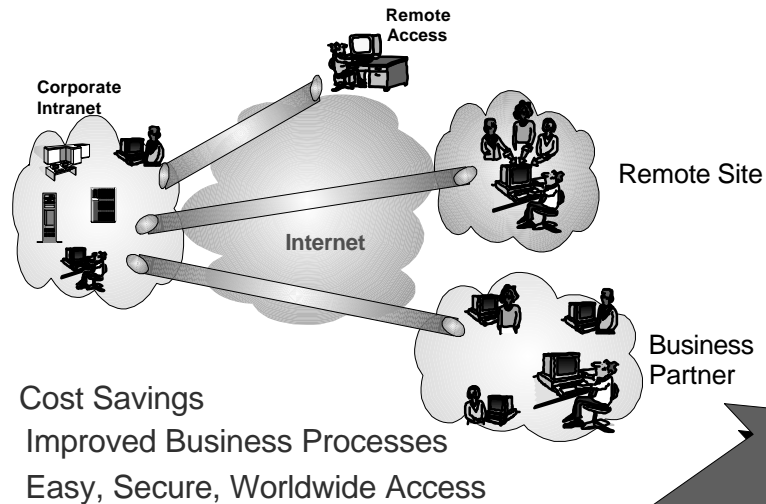 Remote
Access
Corporate
Intranet
Remote Site
Internet
Business
Partner
Cost Savings
Improved Business Processes
Easy, Secure, Worldwide Access